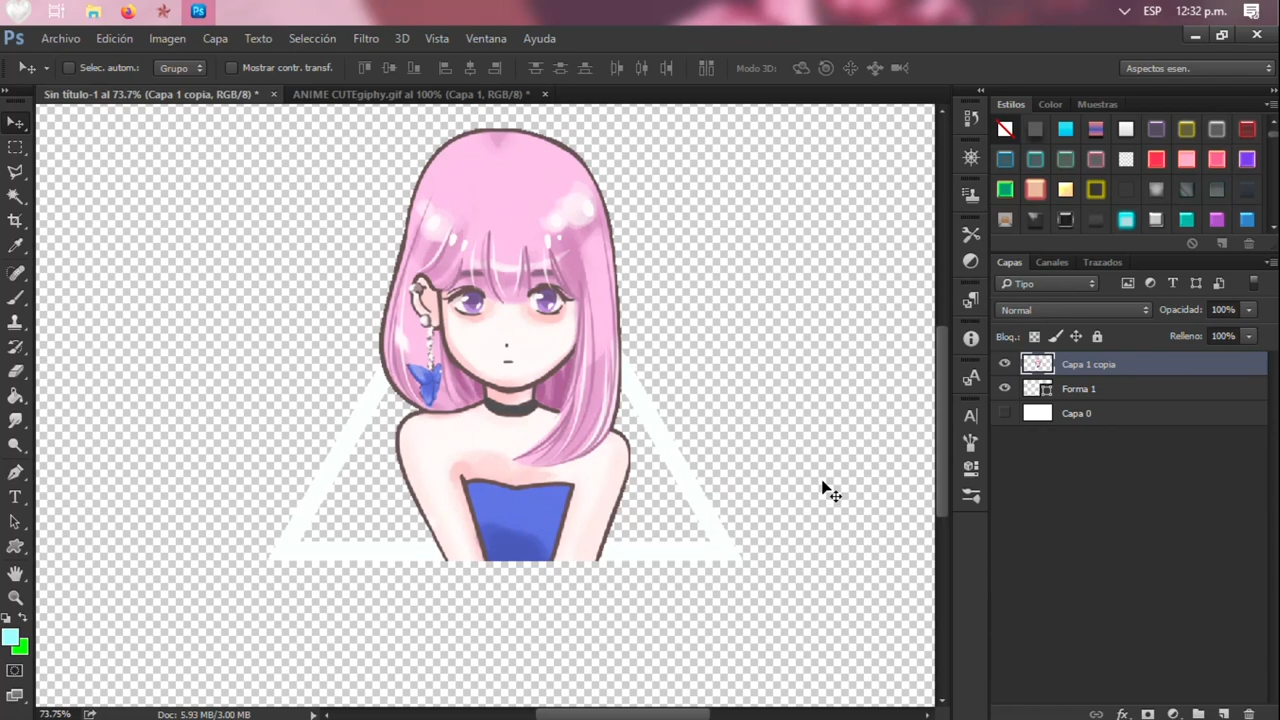 Ps
ESP 12:32 p.m.
Ps Archivo Edición Imagen Capa Texto Selección Filtro 3D Vista Ventana Ayuda
Selec. autom.: Grupo Mostrar contr. transf. Modo 3D: Aspectos esen.
Sin título-1 al 73.7% (Capa 1 copia, RGB/8) * × ANIME CUTEgiphy.gif al 100% (Capa 1, RGB/8) * ×
Estilos Color Muestras
Capas Canales Trazados
Tipo
Normal Opacidad: 100%
Bloq.: Relleno: 100%
Capa 1 copia
Forma 1
Capa 0
73.75% Doc: 5.93 MB/3.00 MB